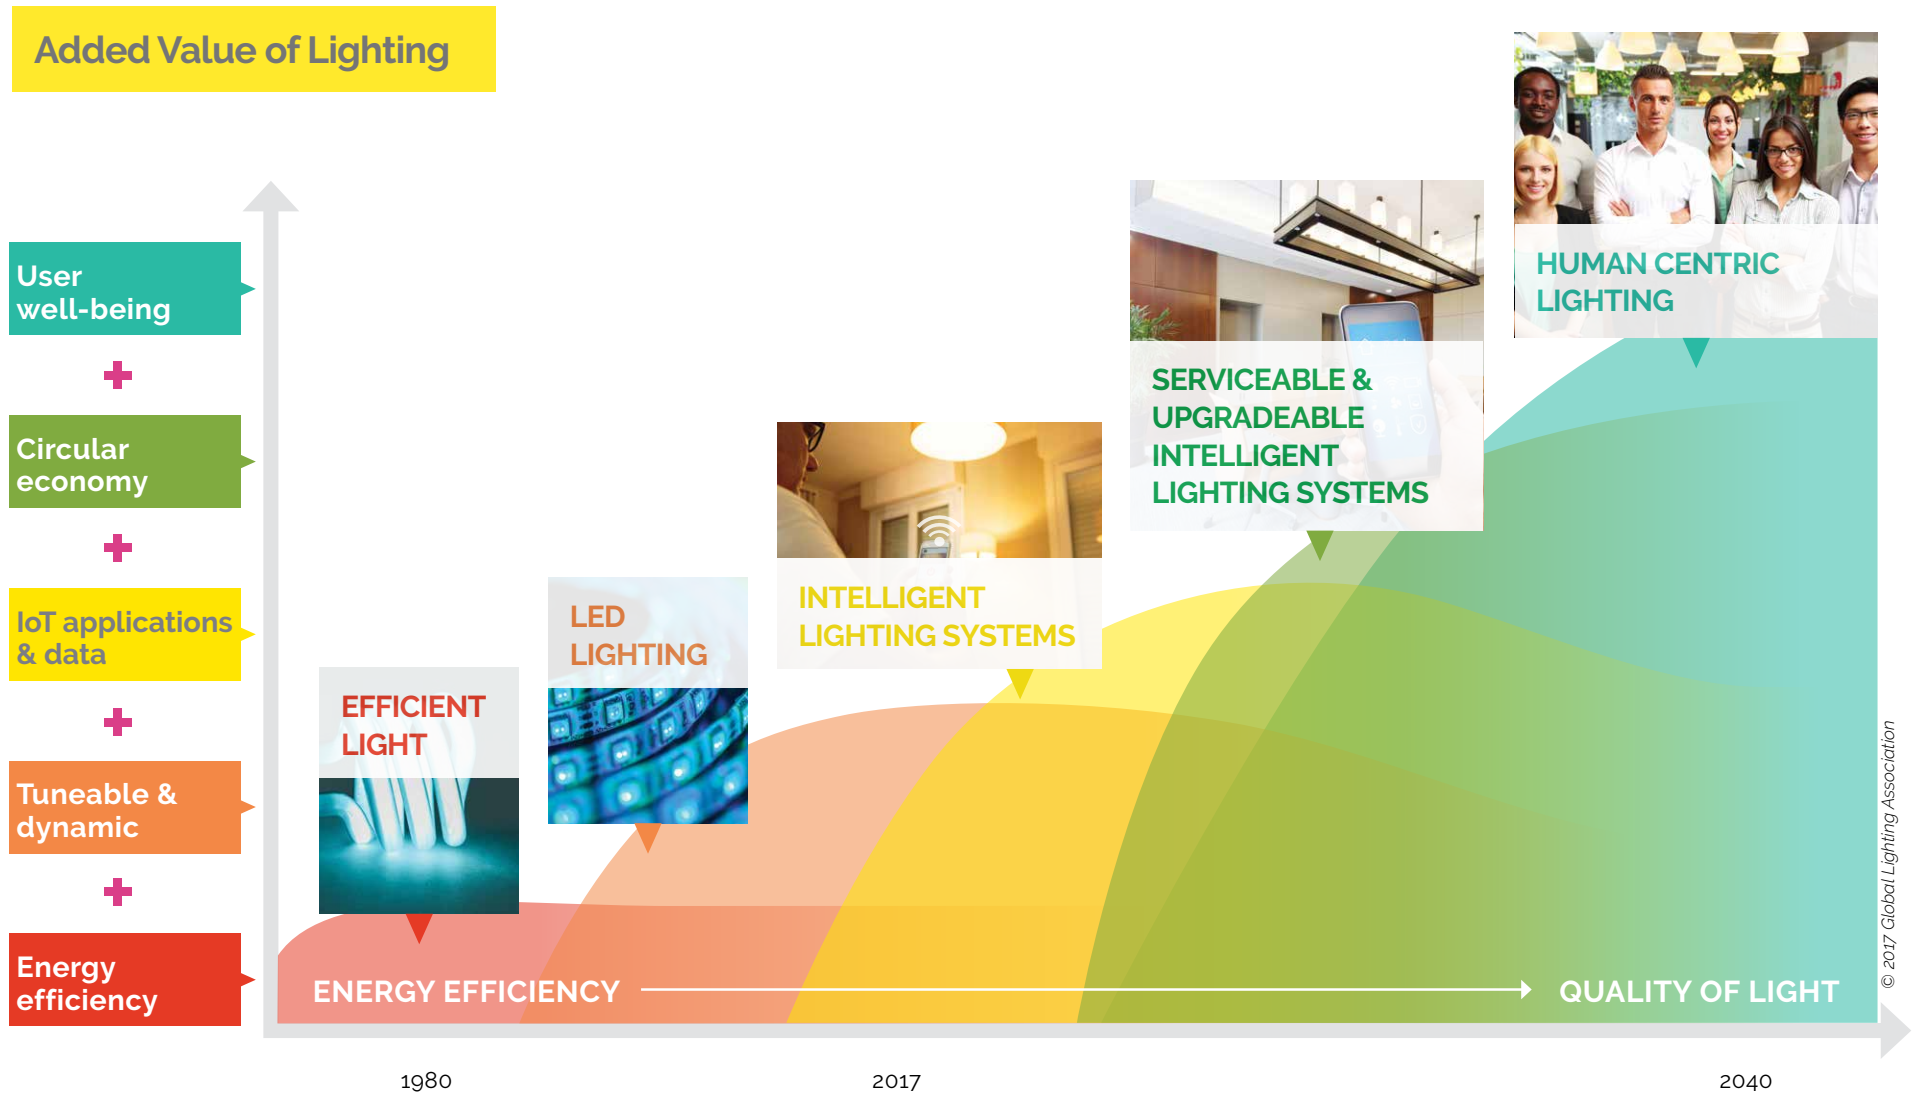 Added Value of Lighting
User
well-being
Circular
economy
IoT applications
& data
Tuneable &
dynamic
Energy
efficiency
EFFICIENT
LIGHT
LED
LIGHTING
INTELLIGENT
LIGHTING SYSTEMS
SERVICEABLE &
UPGRADEABLE
INTELLIGENT
LIGHTING SYSTEMS
HUMAN CENTRIC
LIGHTING
ENERGY EFFICIENCY
QUALITY OF LIGHT
1980
2017
2040
© 2017 Global Lighting Association